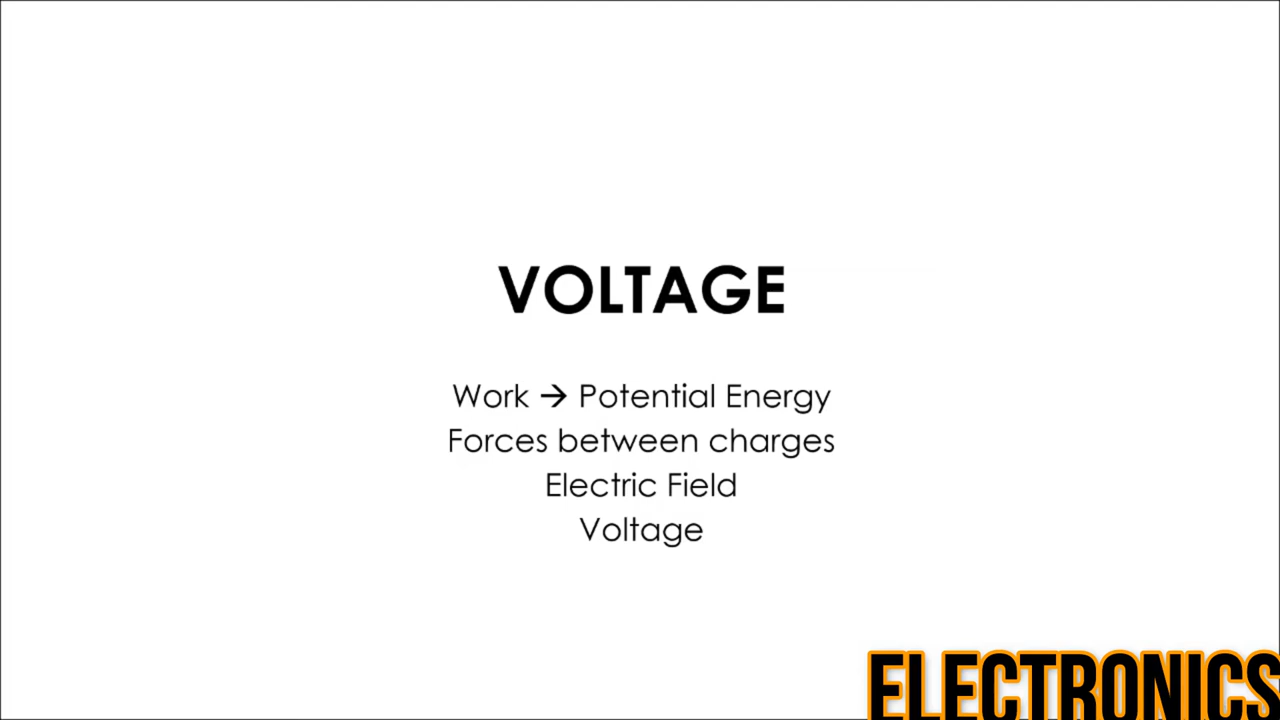 VOLTAGE
Work → Potential Energy
Forces between charges
Electric Field
Voltage
ELECTRONICS